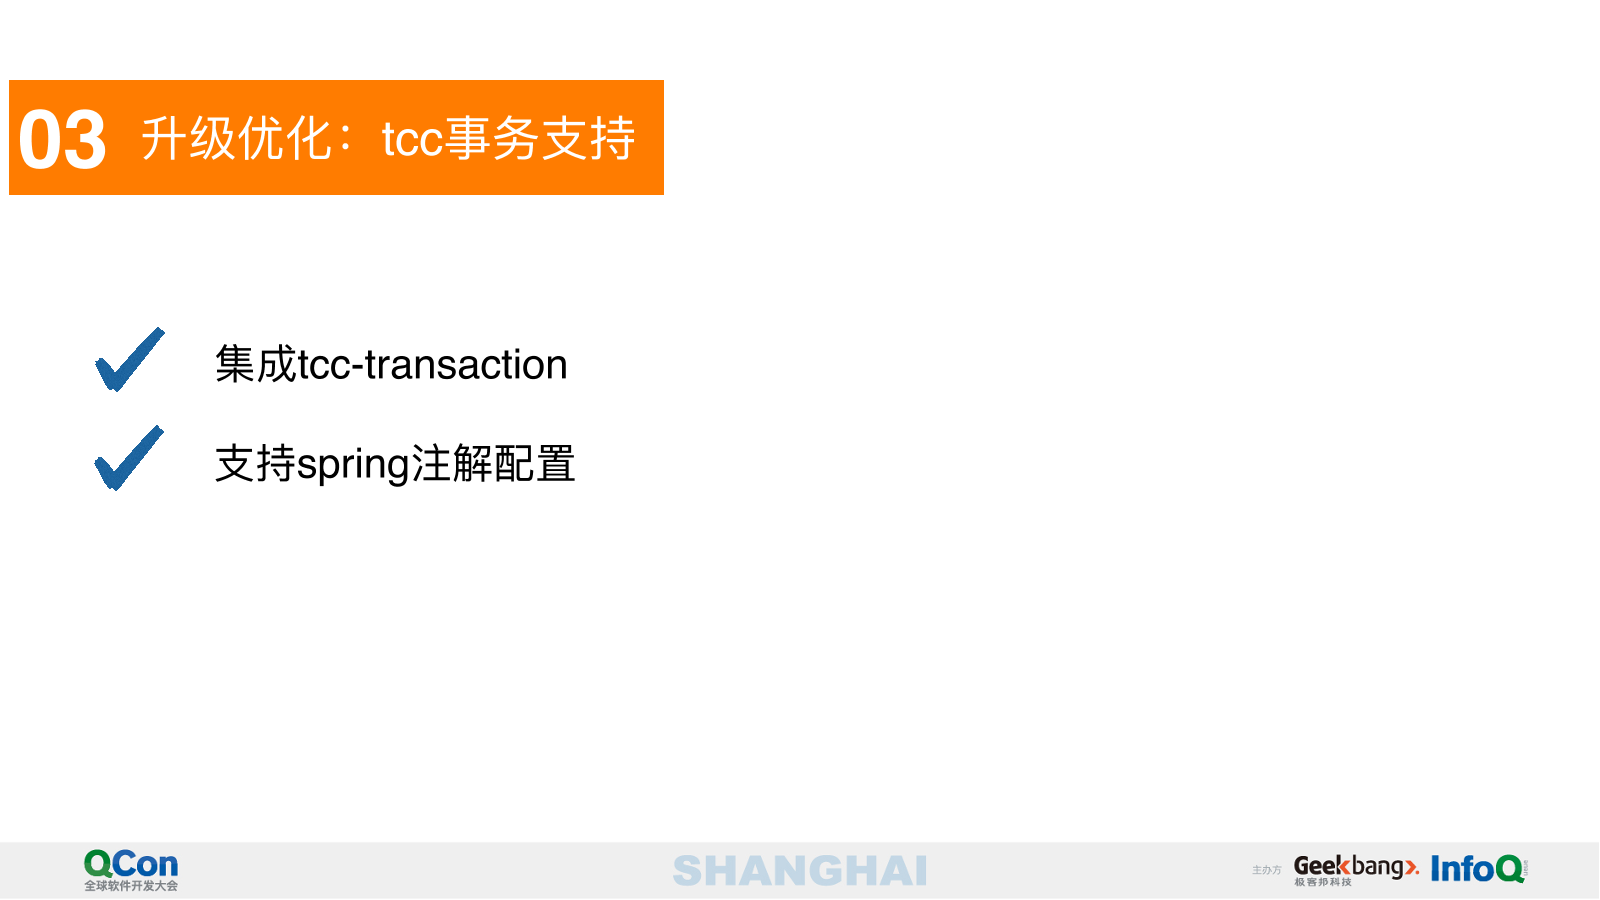 03 升级优化：tcc事务支持
集成tcc-transaction
支持spring注解配置
QCon
全球软件开发大会
SHANGHAI
主办方
Geekbang
极客邦科技
InfoQ